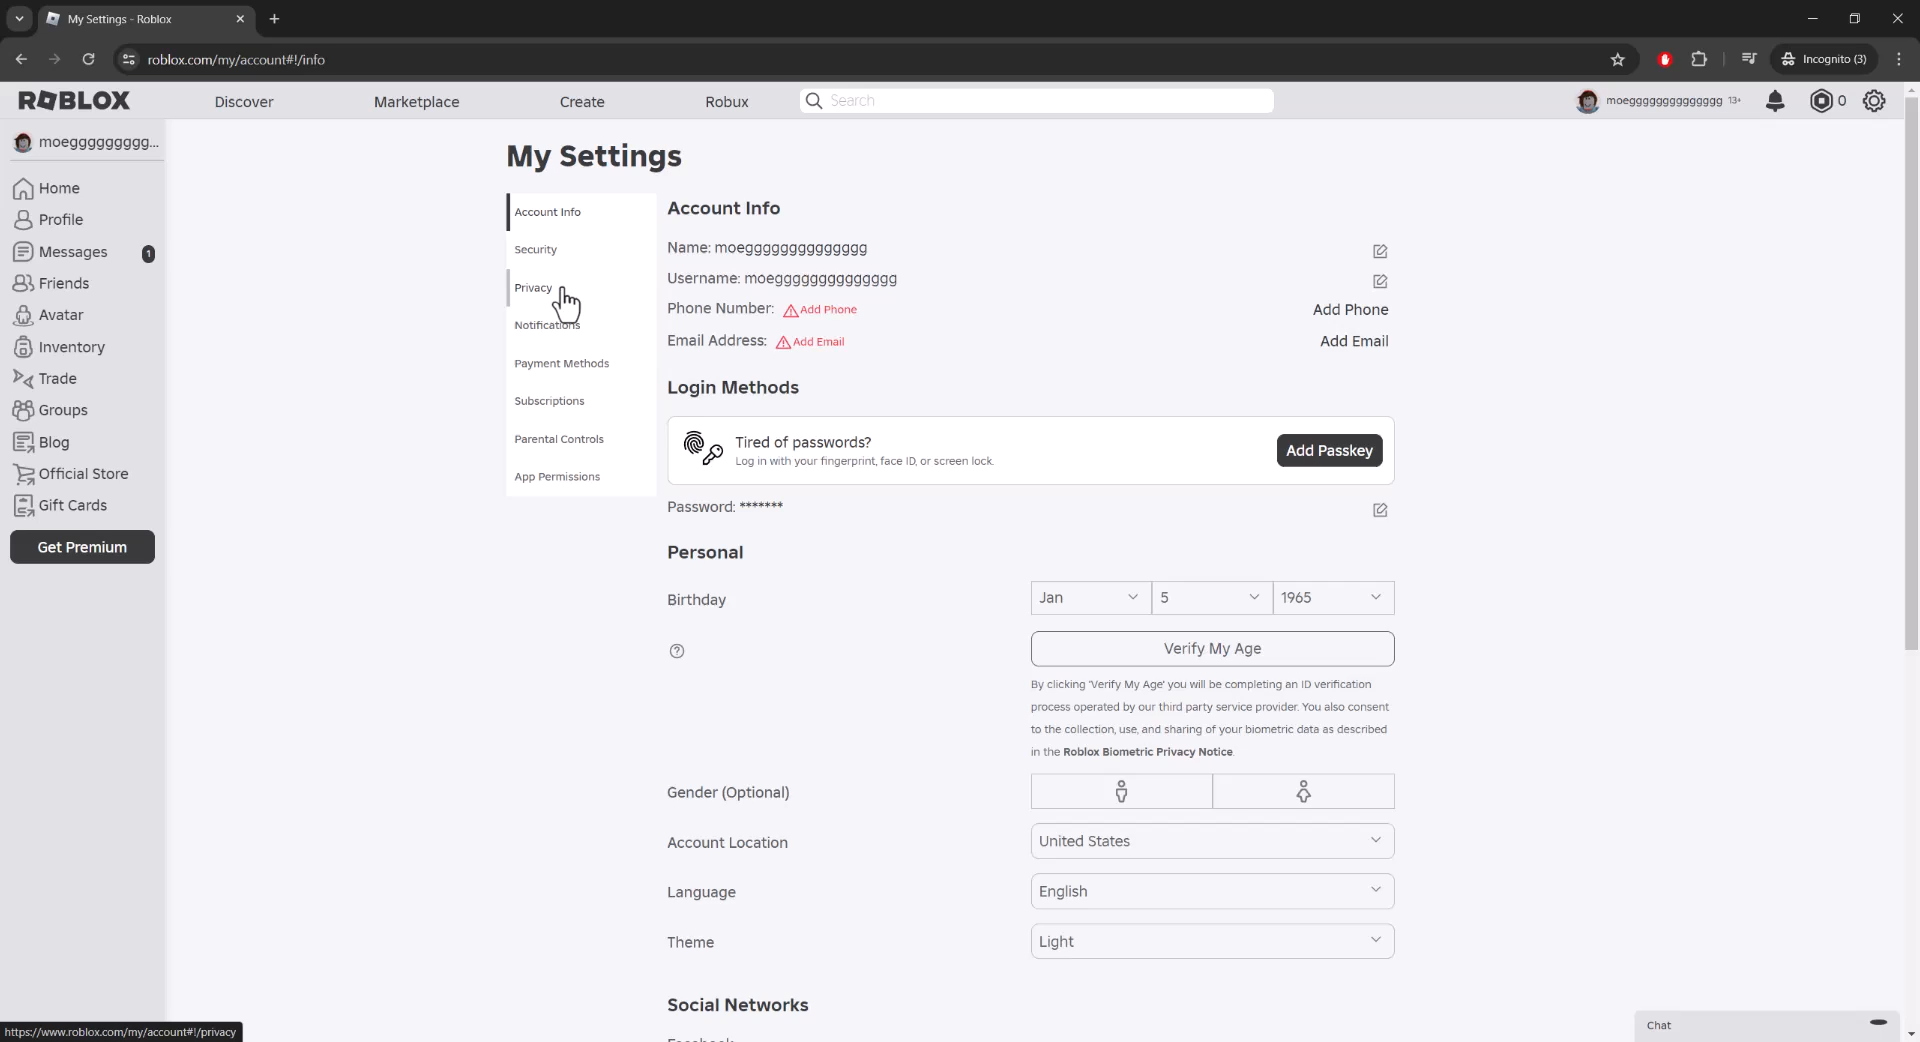 My Settings - Roblox
roblox.com/my/account#!/info
Incognito (3)
ROBLOX
Discover
Marketplace
Create
Robux
Search
moegggggggggggggg 13+
0
moeggggggggg...
Home
Profile
Messages
1
Friends
Avatar
Inventory
Trade
Groups
Blog
Official Store
Gift Cards
Get Premium
My Settings
Account Info
Security
Privacy
Notifications
Payment Methods
Subscriptions
Parental Controls
App Permissions
Account Info
Name: moegggggggggggggg
Username: moegggggggggggggg
Phone Number: Add Phone
Add Phone
Email Address: Add Email
Add Email
Login Methods
Tired of passwords?
Log in with your fingerprint, face ID, or screen lock.
Add Passkey
Password: *******
Personal
Birthday
Jan
5
1965
Verify My Age
By clicking 'Verify My Age' you will be completing an ID verification
process operated by our third party service provider. You also consent
to the collection, use, and sharing of your biometric data as described
in the Roblox Biometric Privacy Notice.
Gender (Optional)
Account Location
United States
Language
English
Theme
Light
Social Networks
Chat
https://www.roblox.com/my/account#!/privacy